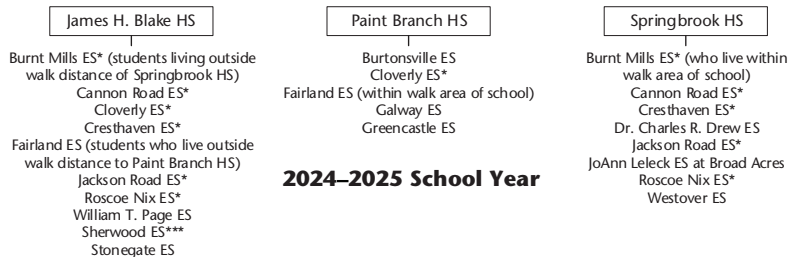 James H. Blake HS
Burnt Mills ES* (students living outside
walk distance of Springbrook HS)
Cannon Road ES*
Cloverly ES*
Cresthaven ES*
Fairland ES (students who live outside
walk distance to Paint Branch HS)
Jackson Road ES*
Roscoe Nix ES*
William T. Page ES
Sherwood ES***
Stonegate ES
Paint Branch HS
Burtonsville ES
Cloverly ES*
Fairland ES (within walk area of school)
Galway ES
Greencastle ES
2024–2025 School Year
Springbrook HS
Burnt Mills ES* (who live within
walk area of school)
Cannon Road ES*
Cresthaven ES*
Dr. Charles R. Drew ES
Jackson Road ES*
JoAnn Leleck ES at Broad Acres
Roscoe Nix ES*
Westover ES